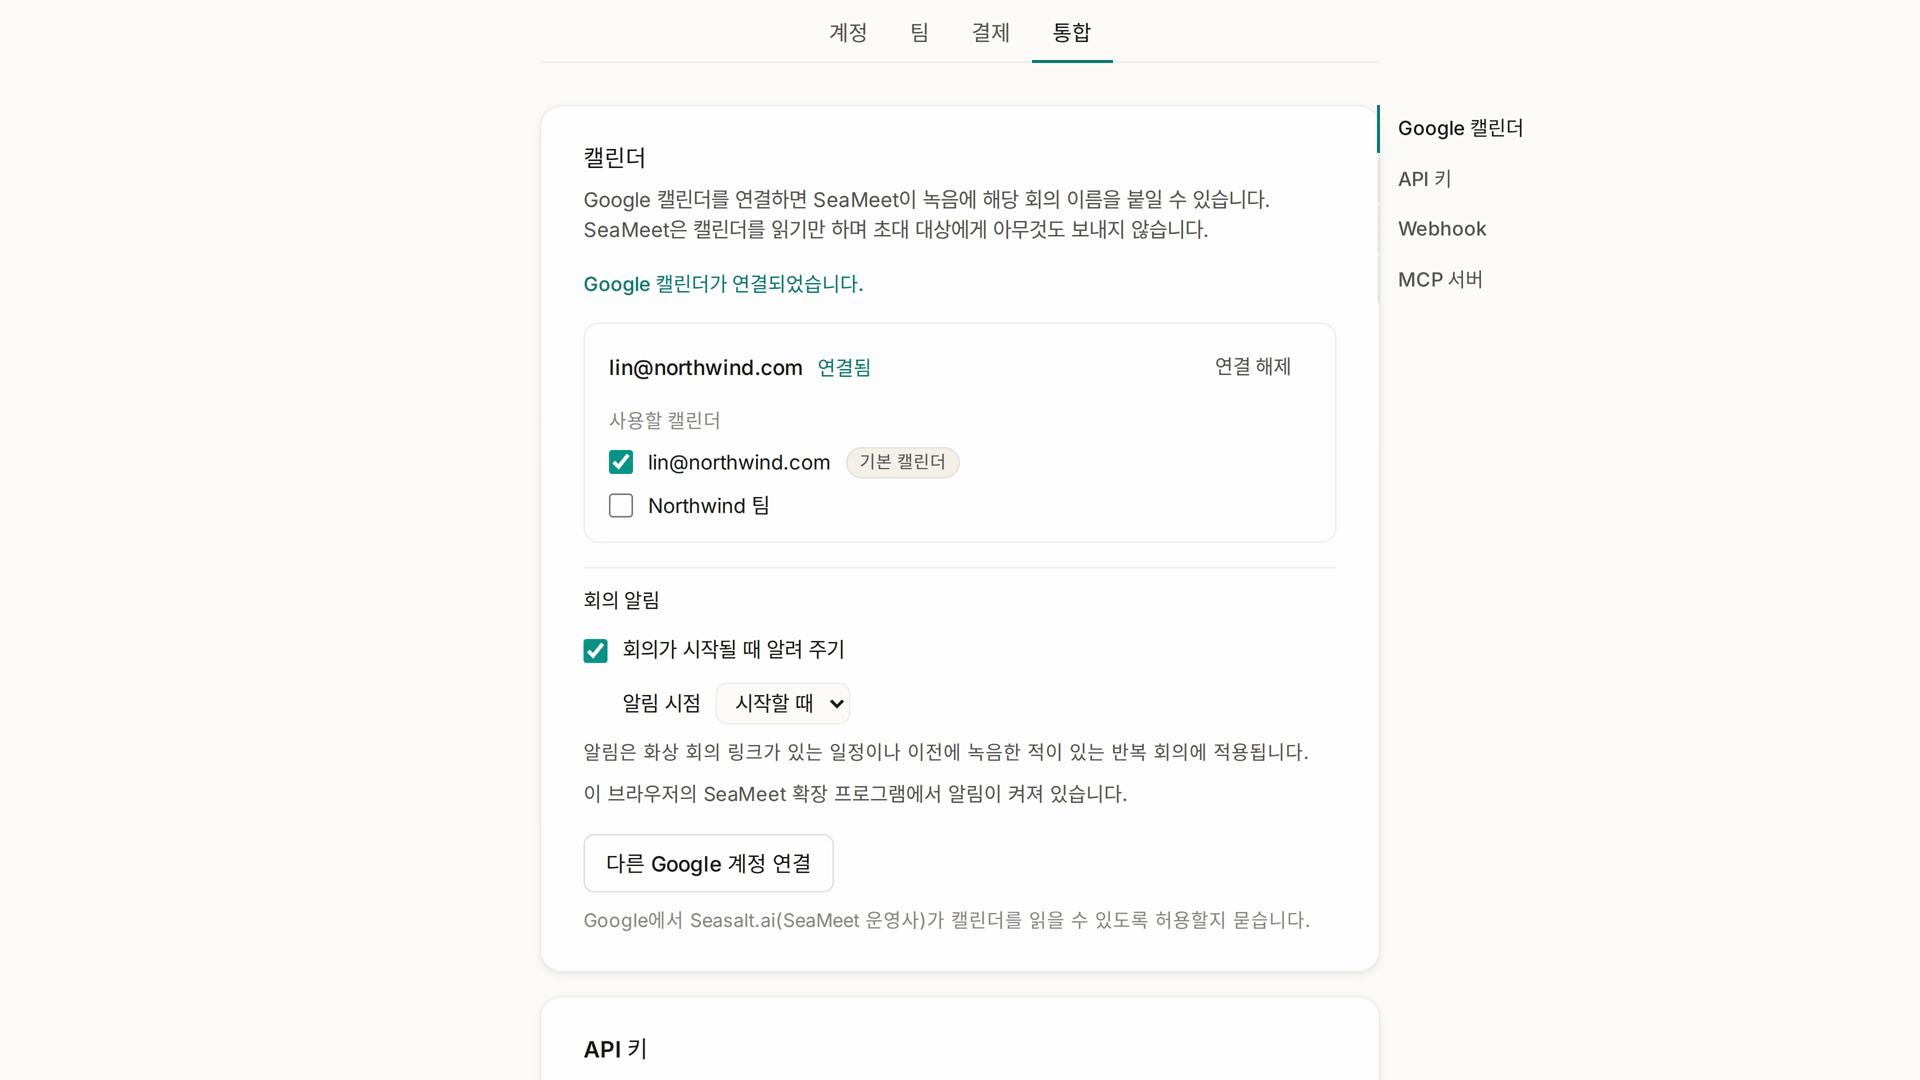 계정
팀
결제
통합
캘린더
Google 캘린더를 연결하면 SeaMeet이 녹음에 해당 회의 이름을 붙일 수 있습니다.
SeaMeet은 캘린더를 읽기만 하며 초대 대상에게 아무것도 보내지 않습니다.
Google 캘린더가 연결되었습니다.
lin@northwind.com 연결됨
연결 해제
사용할 캘린더
lin@northwind.com 기본 캘린더
Northwind 팀
회의 알림
회의가 시작될 때 알려 주기
알림 시점 시작할 때
알림은 화상 회의 링크가 있는 일정이나 이전에 녹음한 적이 있는 반복 회의에 적용됩니다.
이 브라우저의 SeaMeet 확장 프로그램에서 알림이 켜져 있습니다.
다른 Google 계정 연결
Google에서 Seasalt.ai(SeaMeet 운영사)가 캘린더를 읽을 수 있도록 허용할지 묻습니다.
API 키
Google 캘린더
API 키
Webhook
MCP 서버